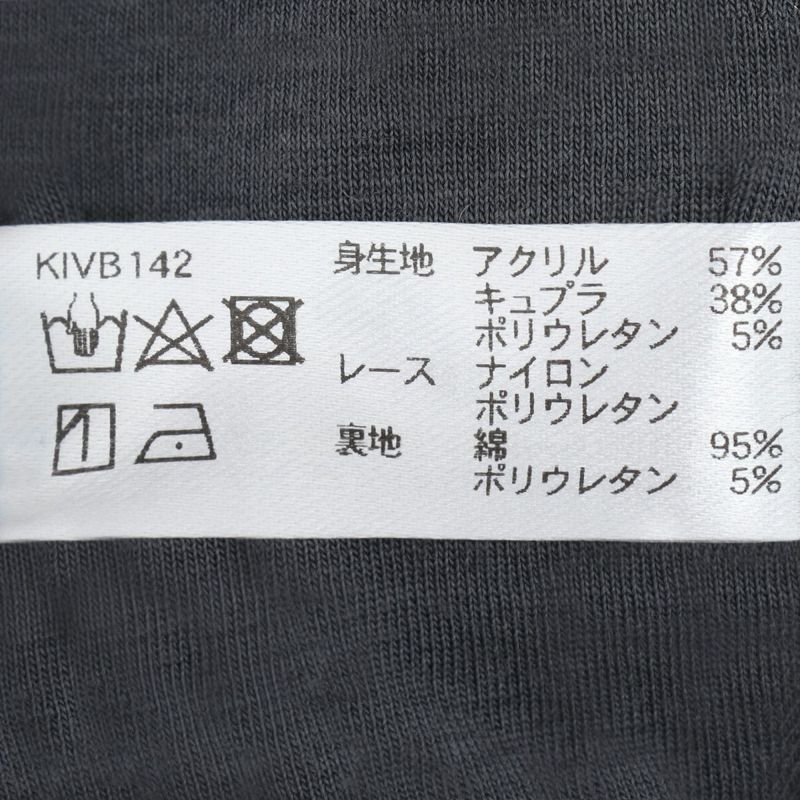 KIVB142
身生地 アクリル 57%
キュプラ 38%
ポリウレタン 5%
レース ナイロン
ポリウレタン
裏地 綿 95%
ポリウレタン 5%